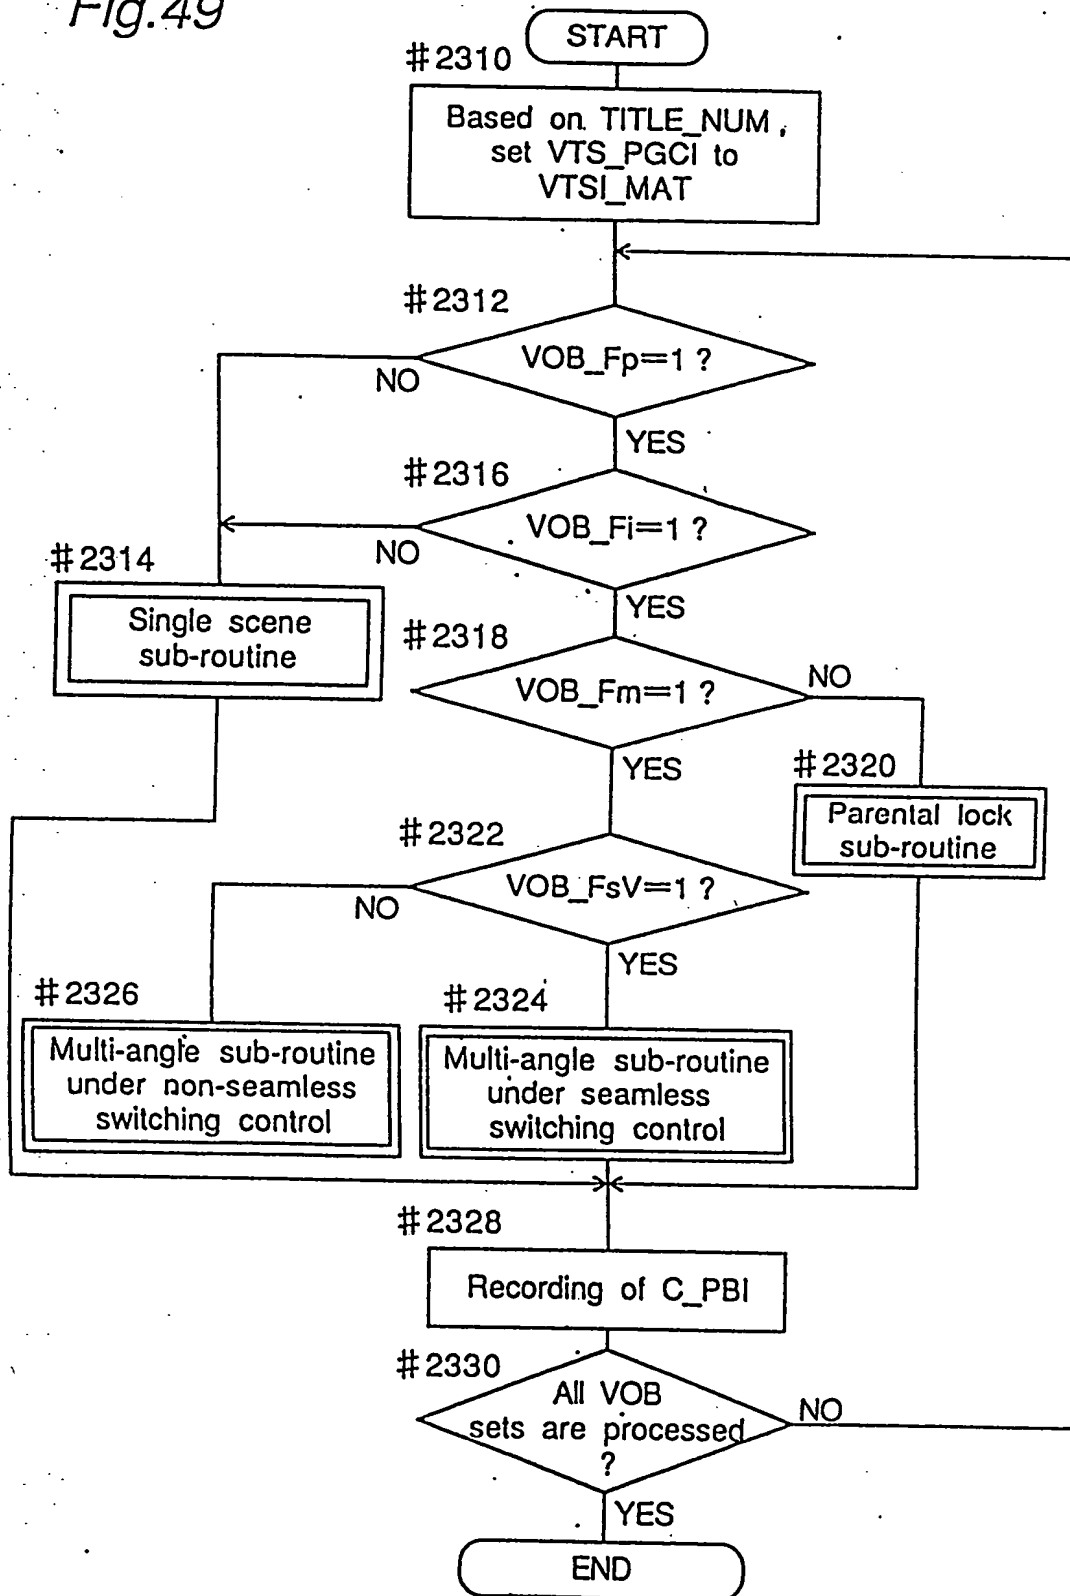 Fig.49
START
#2310
Based on TITLE_NUM,
set VTS_PGCI to
VTSI_MAT
#2312
VOB_Fp=1 ?
NO
YES
#2316
VOB_Fi=1 ?
NO
YES
#2314
Single scene
sub-routine
#2318
VOB_Fm=1 ?
NO
YES
#2320
Parental lock
sub-routine
#2322
VOB_FsV=1 ?
NO
YES
#2326
Multi-angle sub-routine
under non-seamless
switching control
#2324
Multi-angle sub-routine
under seamless
switching control
#2328
Recording of C_PBI
#2330
All VOB
sets are processed
?
NO
YES
END